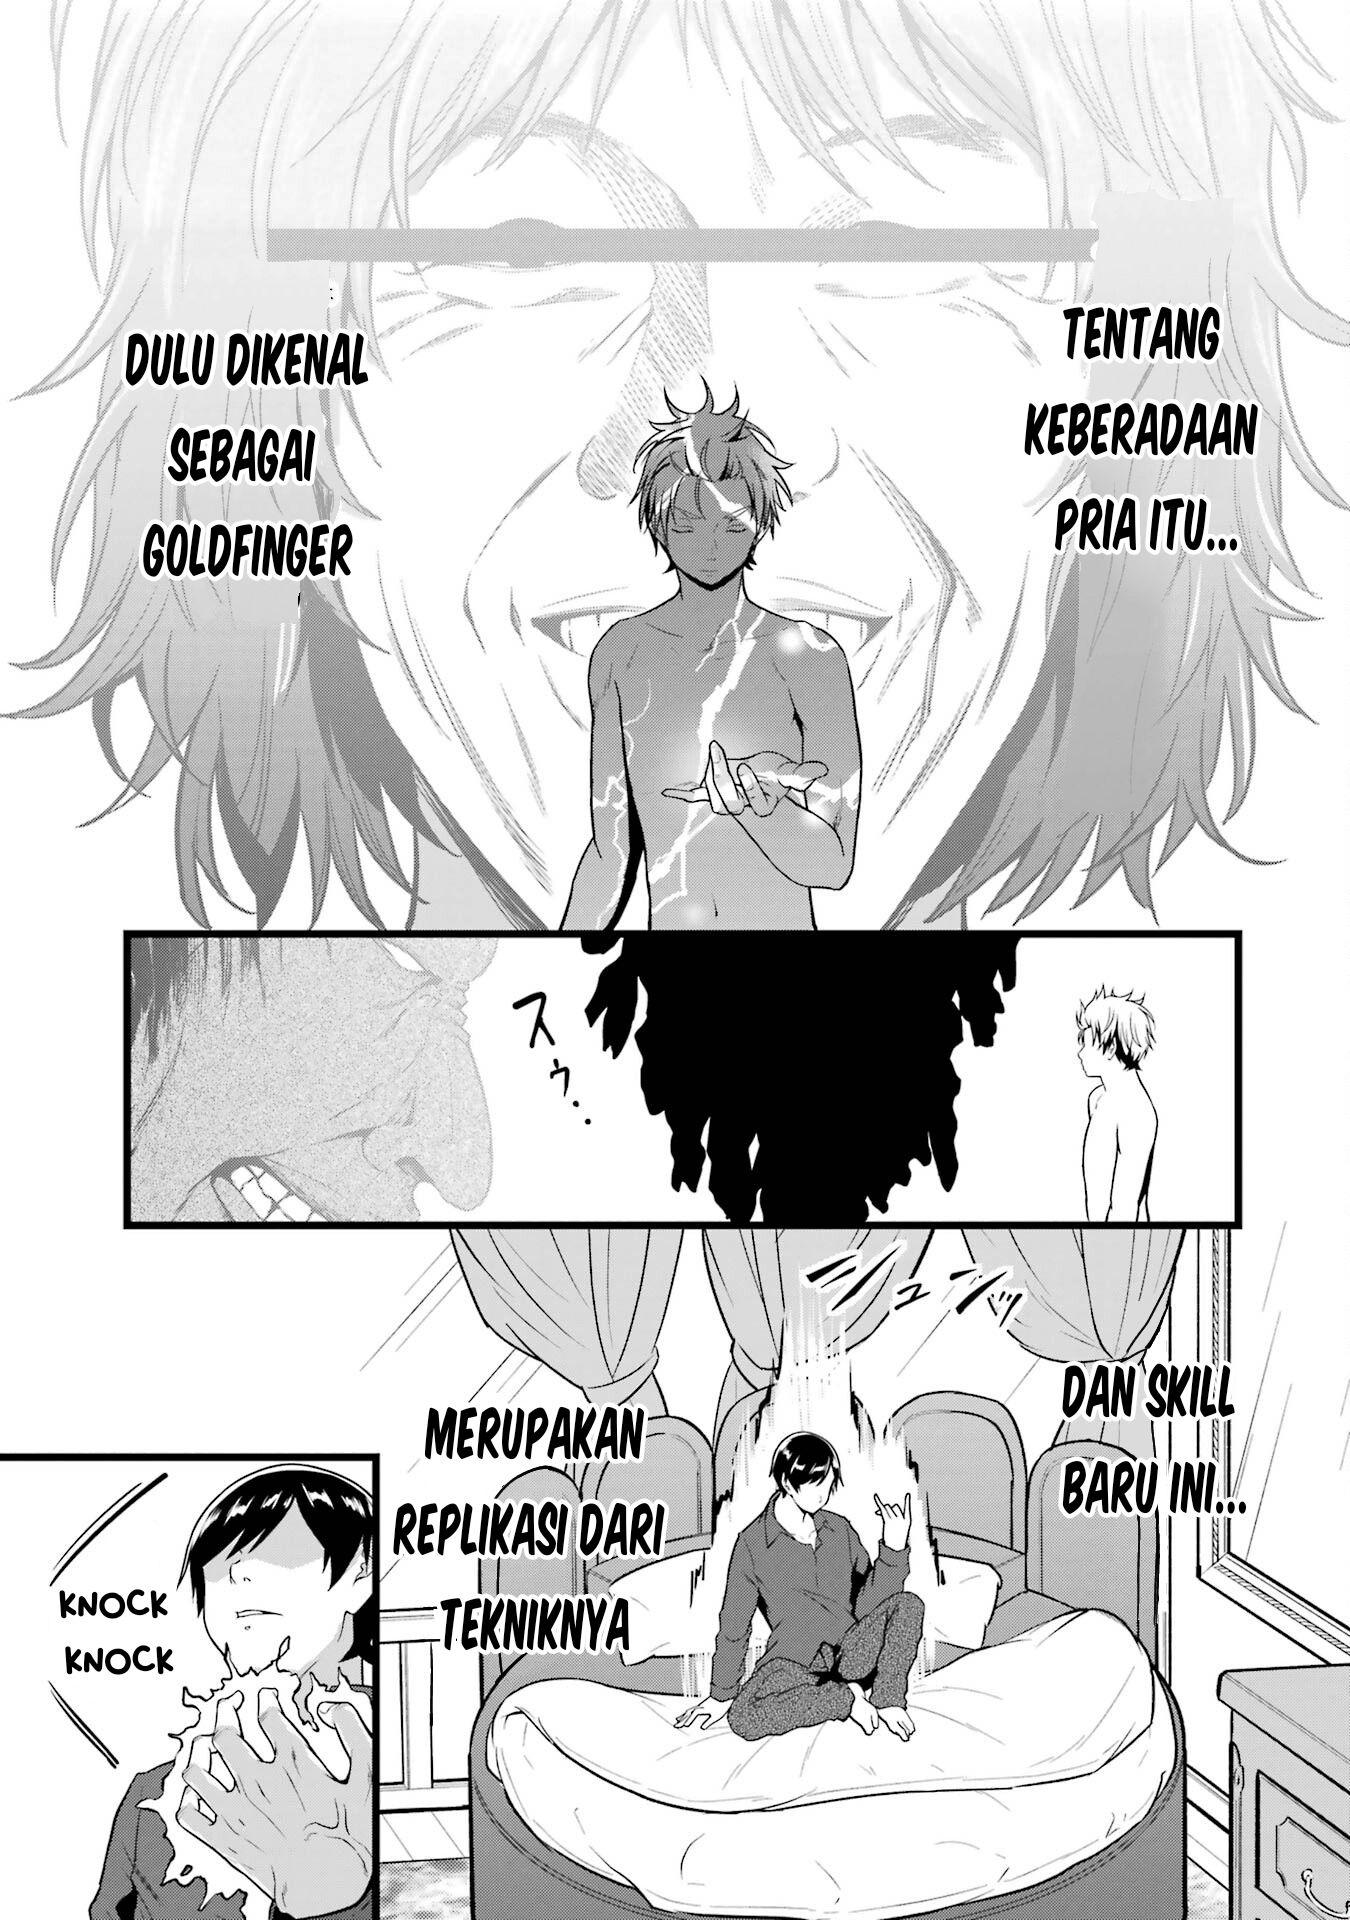 TENTANG
KEBERADAAN
PRIA ITU...
DULU DIKENAL
SEBAGAI
GOLDFINGER
スゥ・・
シュンッ
DAN SKILL
BARU INI...
MERUPAKAN
REPLIKASI DARI
TEKNIKNYA
KNOCK
KNOCK